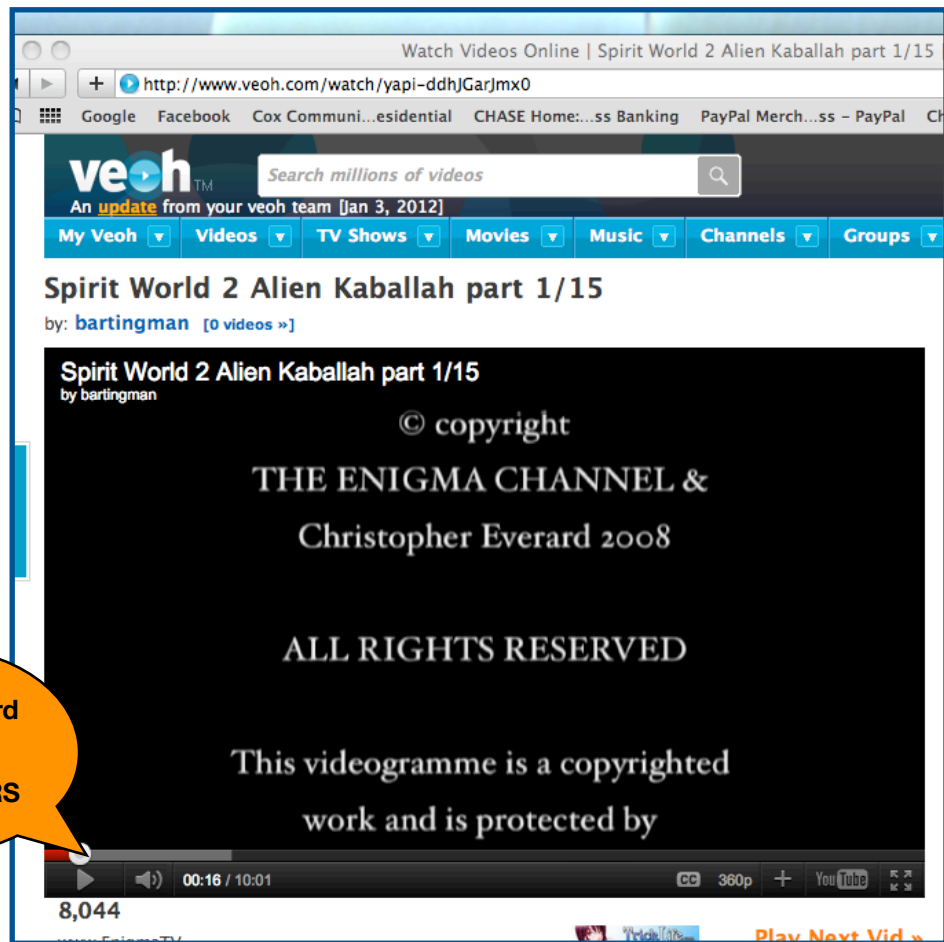 Watch Videos Online | Spirit World 2 Alien Kaballah part 1/15 |
http://www.veoh.com/watch/yapi-ddhJGarJmx0
Google Facebook Cox Communi...esidential CHASE Home:...ss Banking PayPal Merch...ss - PayPal Ch
veoh TM
Search millions of videos
An update from your veoh team [Jan 3, 2012]
My Veoh Videos TV Shows Movies Music Channels Groups
Spirit World 2 Alien Kaballah part 1/15
by: bartingman [0 videos »]
Spirit World 2 Alien Kaballah part 1/15
by bartingman
© copyright
THE ENIGMA CHANNEL &
Christopher Everard 2008
ALL RIGHTS RESERVED
This videogramme is a copyrighted
work and is protected by
rd
RS
00:16 / 10:01 CC 360p YouTube
8,044
Play Next Vid »